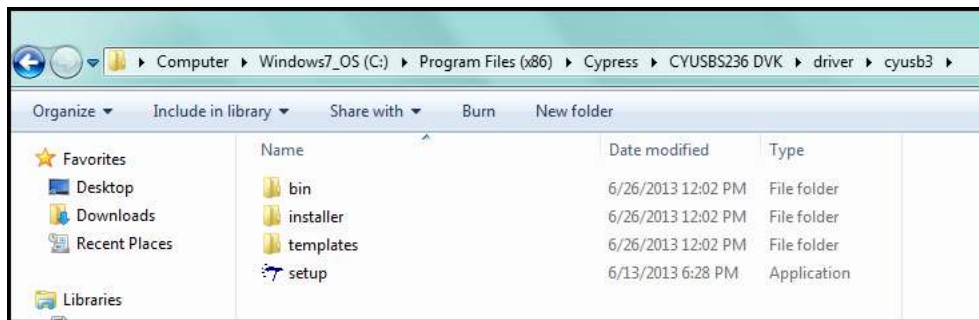 Computer Windows7_OS (C:) Program Files (x86) Cypress CYUSBS236 DVK driver cyusb3
Organize Include in library Share with Burn New folder
Favorites
Desktop
Downloads
Recent Places
Libraries
Name Date modified Type
bin 6/26/2013 12:02 PM File folder
installer 6/26/2013 12:02 PM File folder
templates 6/26/2013 12:02 PM File folder
setup 6/13/2013 6:28 PM Application